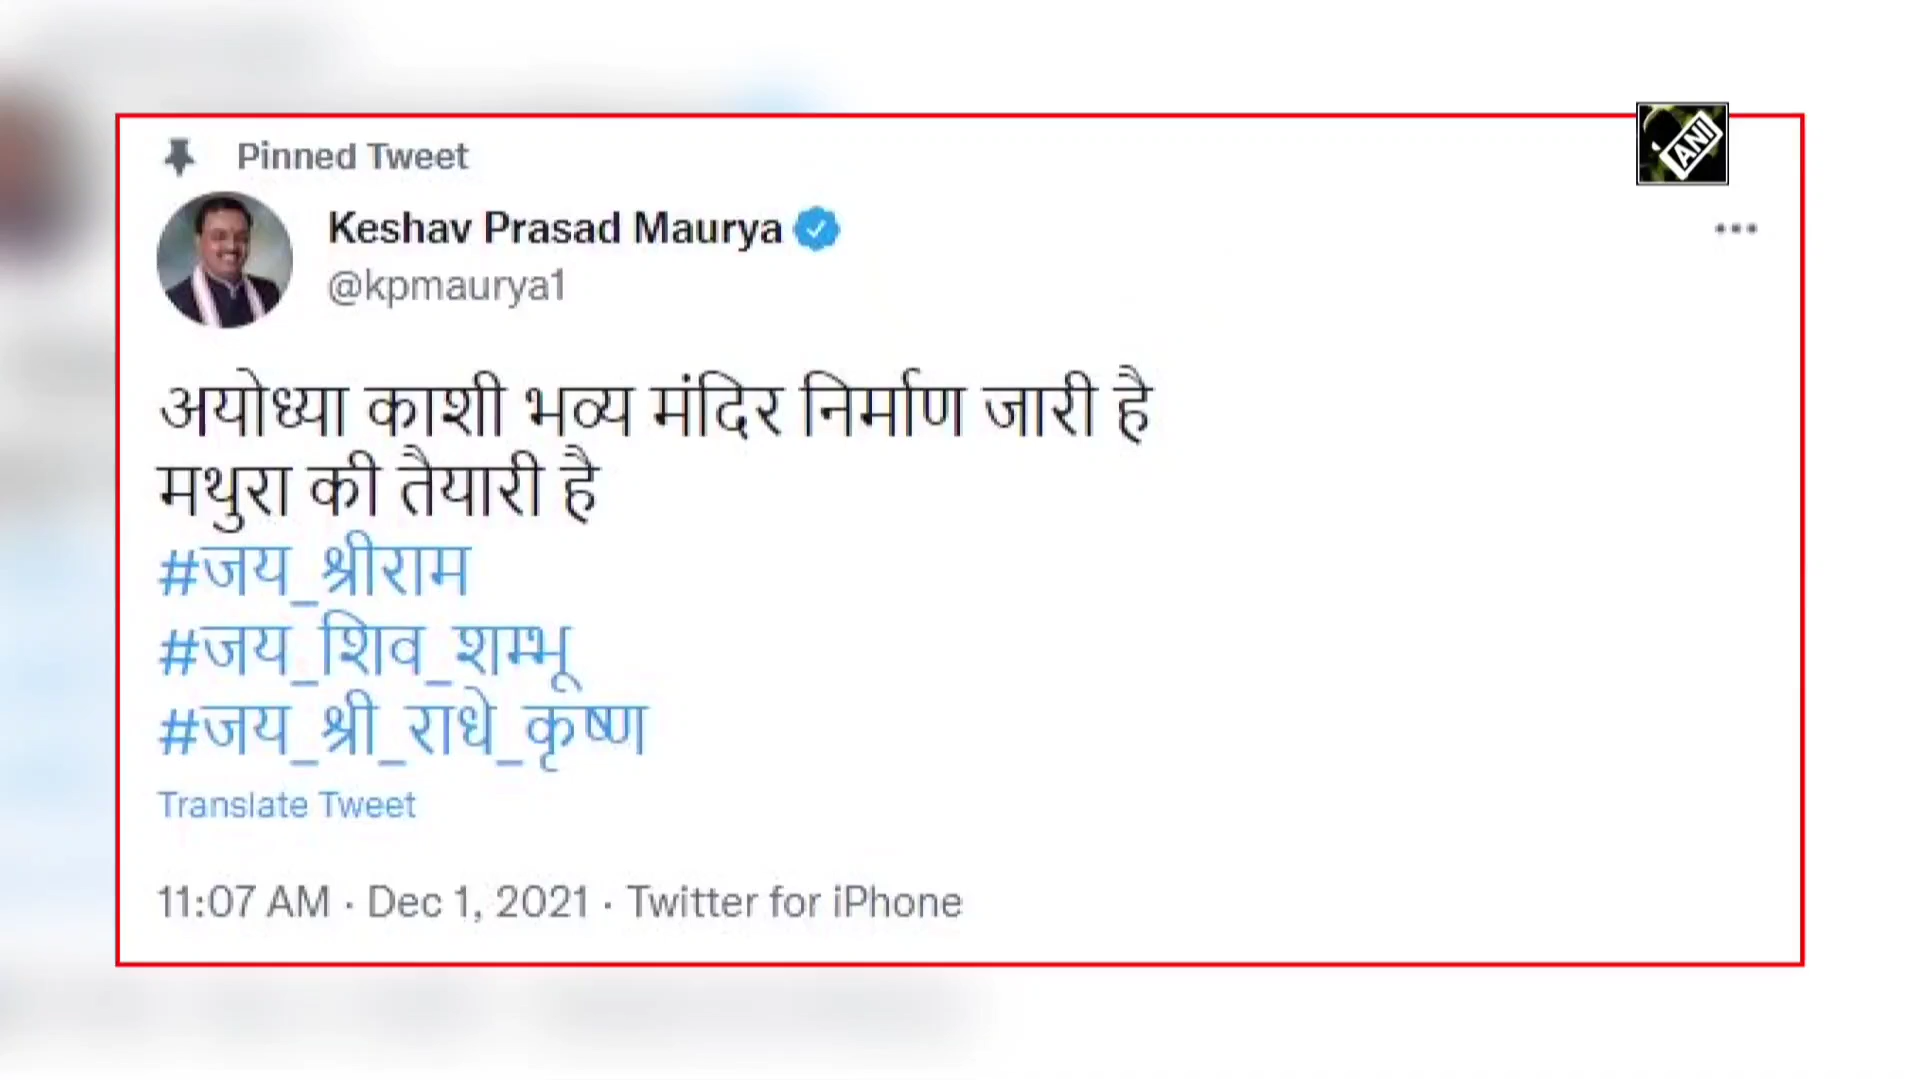 Pinned Tweet
ANI
Keshav Prasad Maurya
@kpmaurya1
अयोध्या काशी भव्य मंदिर निर्माण जारी है
मथुरा की तैयारी है
#जय_श्रीराम
#जय_शिव_शम्भू
#जय_श्री_राधे_कृष्ण
Translate Tweet
11:07 AM · Dec 1, 2021 · Twitter for iPhone